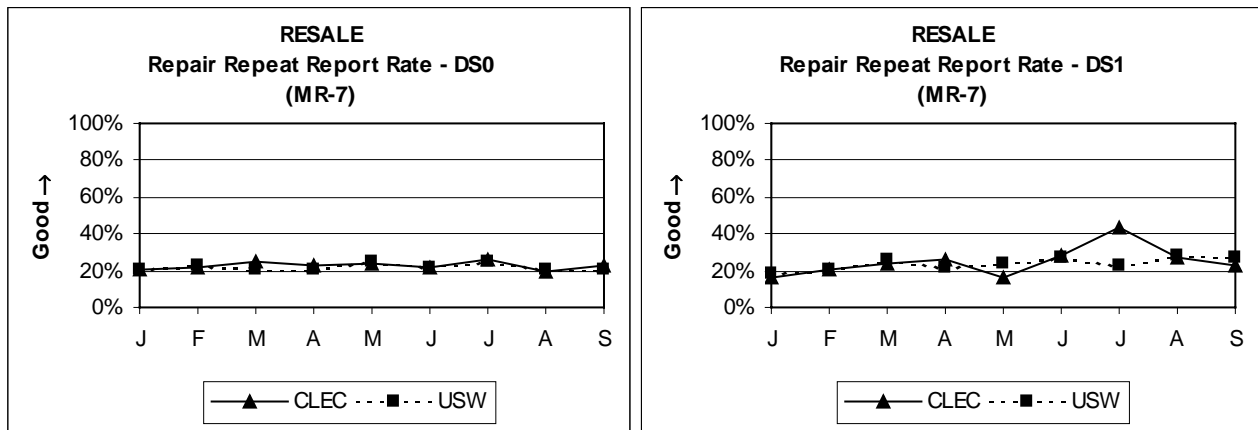 RESALE
Repair Repeat Report Rate - DS0
(MR-7)
100%
80%
60%
40%
20%
0%
Good →
J F M A M J J A S
CLEC USW
RESALE
Repair Repeat Report Rate - DS1
(MR-7)
100%
80%
60%
40%
20%
0%
Good →
J F M A M J J A S
CLEC USW